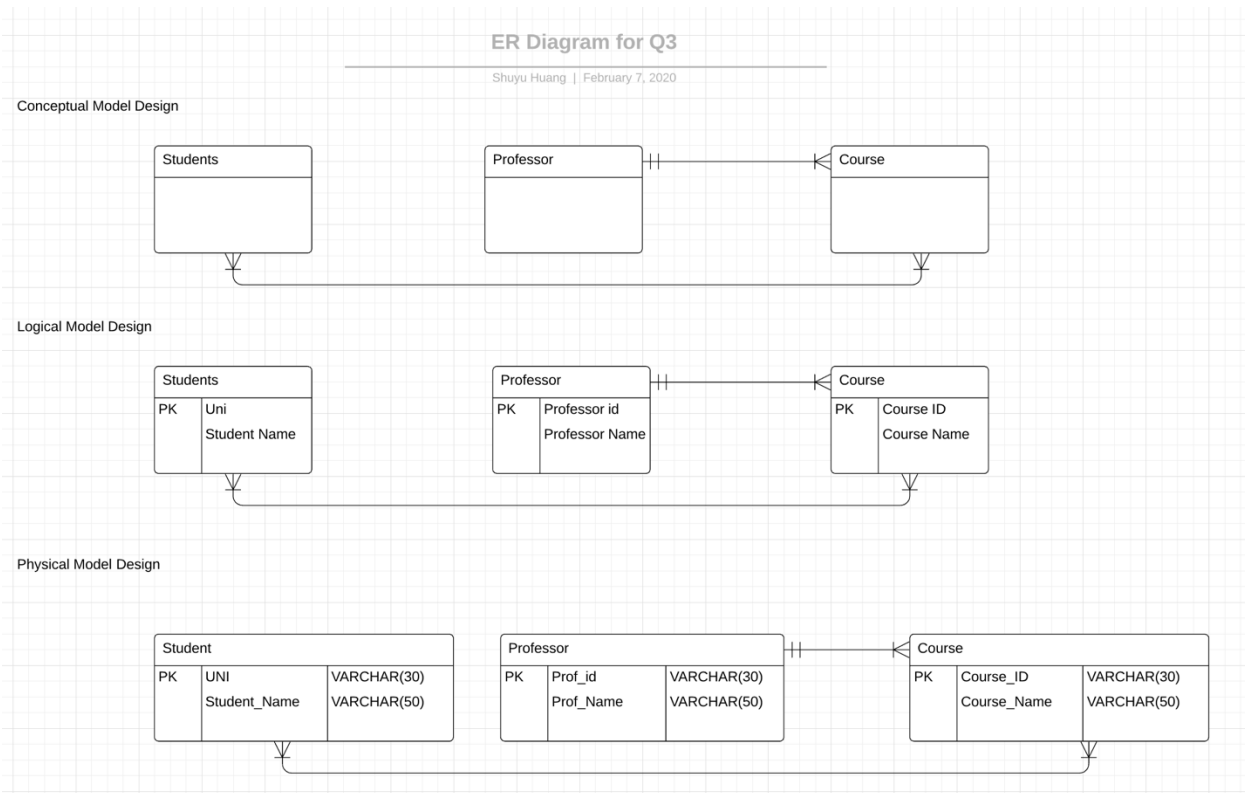 ER Diagram for Q3
Shuyu Huang | February 7, 2020
Conceptual Model Design
Students
Professor
Course
Logical Model Design
Students
PK Uni
Student Name
Professor
PK Professor id
Professor Name
Course
PK Course ID
Course Name
Physical Model Design
Student
PK UNI VARCHAR(30)
Student_Name VARCHAR(50)
Professor
PK Prof_id VARCHAR(30)
Prof_Name VARCHAR(50)
Course
PK Course_ID VARCHAR(30)
Course_Name VARCHAR(50)